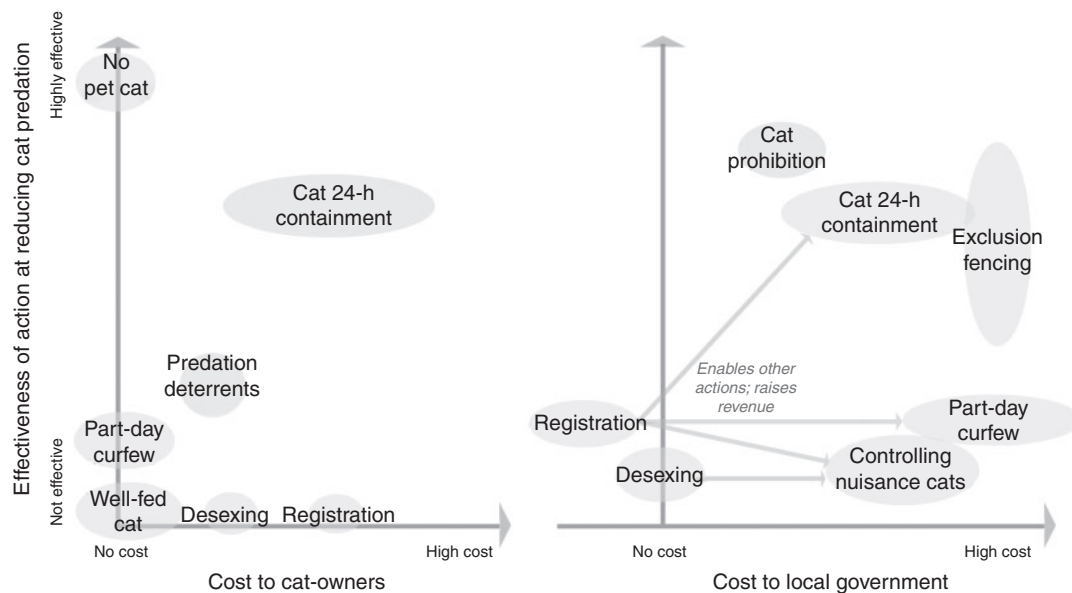 Effectiveness of action at reducing cat predation
Highly effective
Not effective
No
pet cat
Cat 24-h
containment
Predation
deterrents
Part-day
curfew
Well-fed
cat
Desexing
Registration
No cost
High cost
Cost to cat-owners
Cat
prohibition
Cat 24-h
containment
Exclusion
fencing
Enables other
actions; raises
revenue
Registration
Part-day
curfew
Desexing
Controlling
nuisance cats
No cost
High cost
Cost to local government